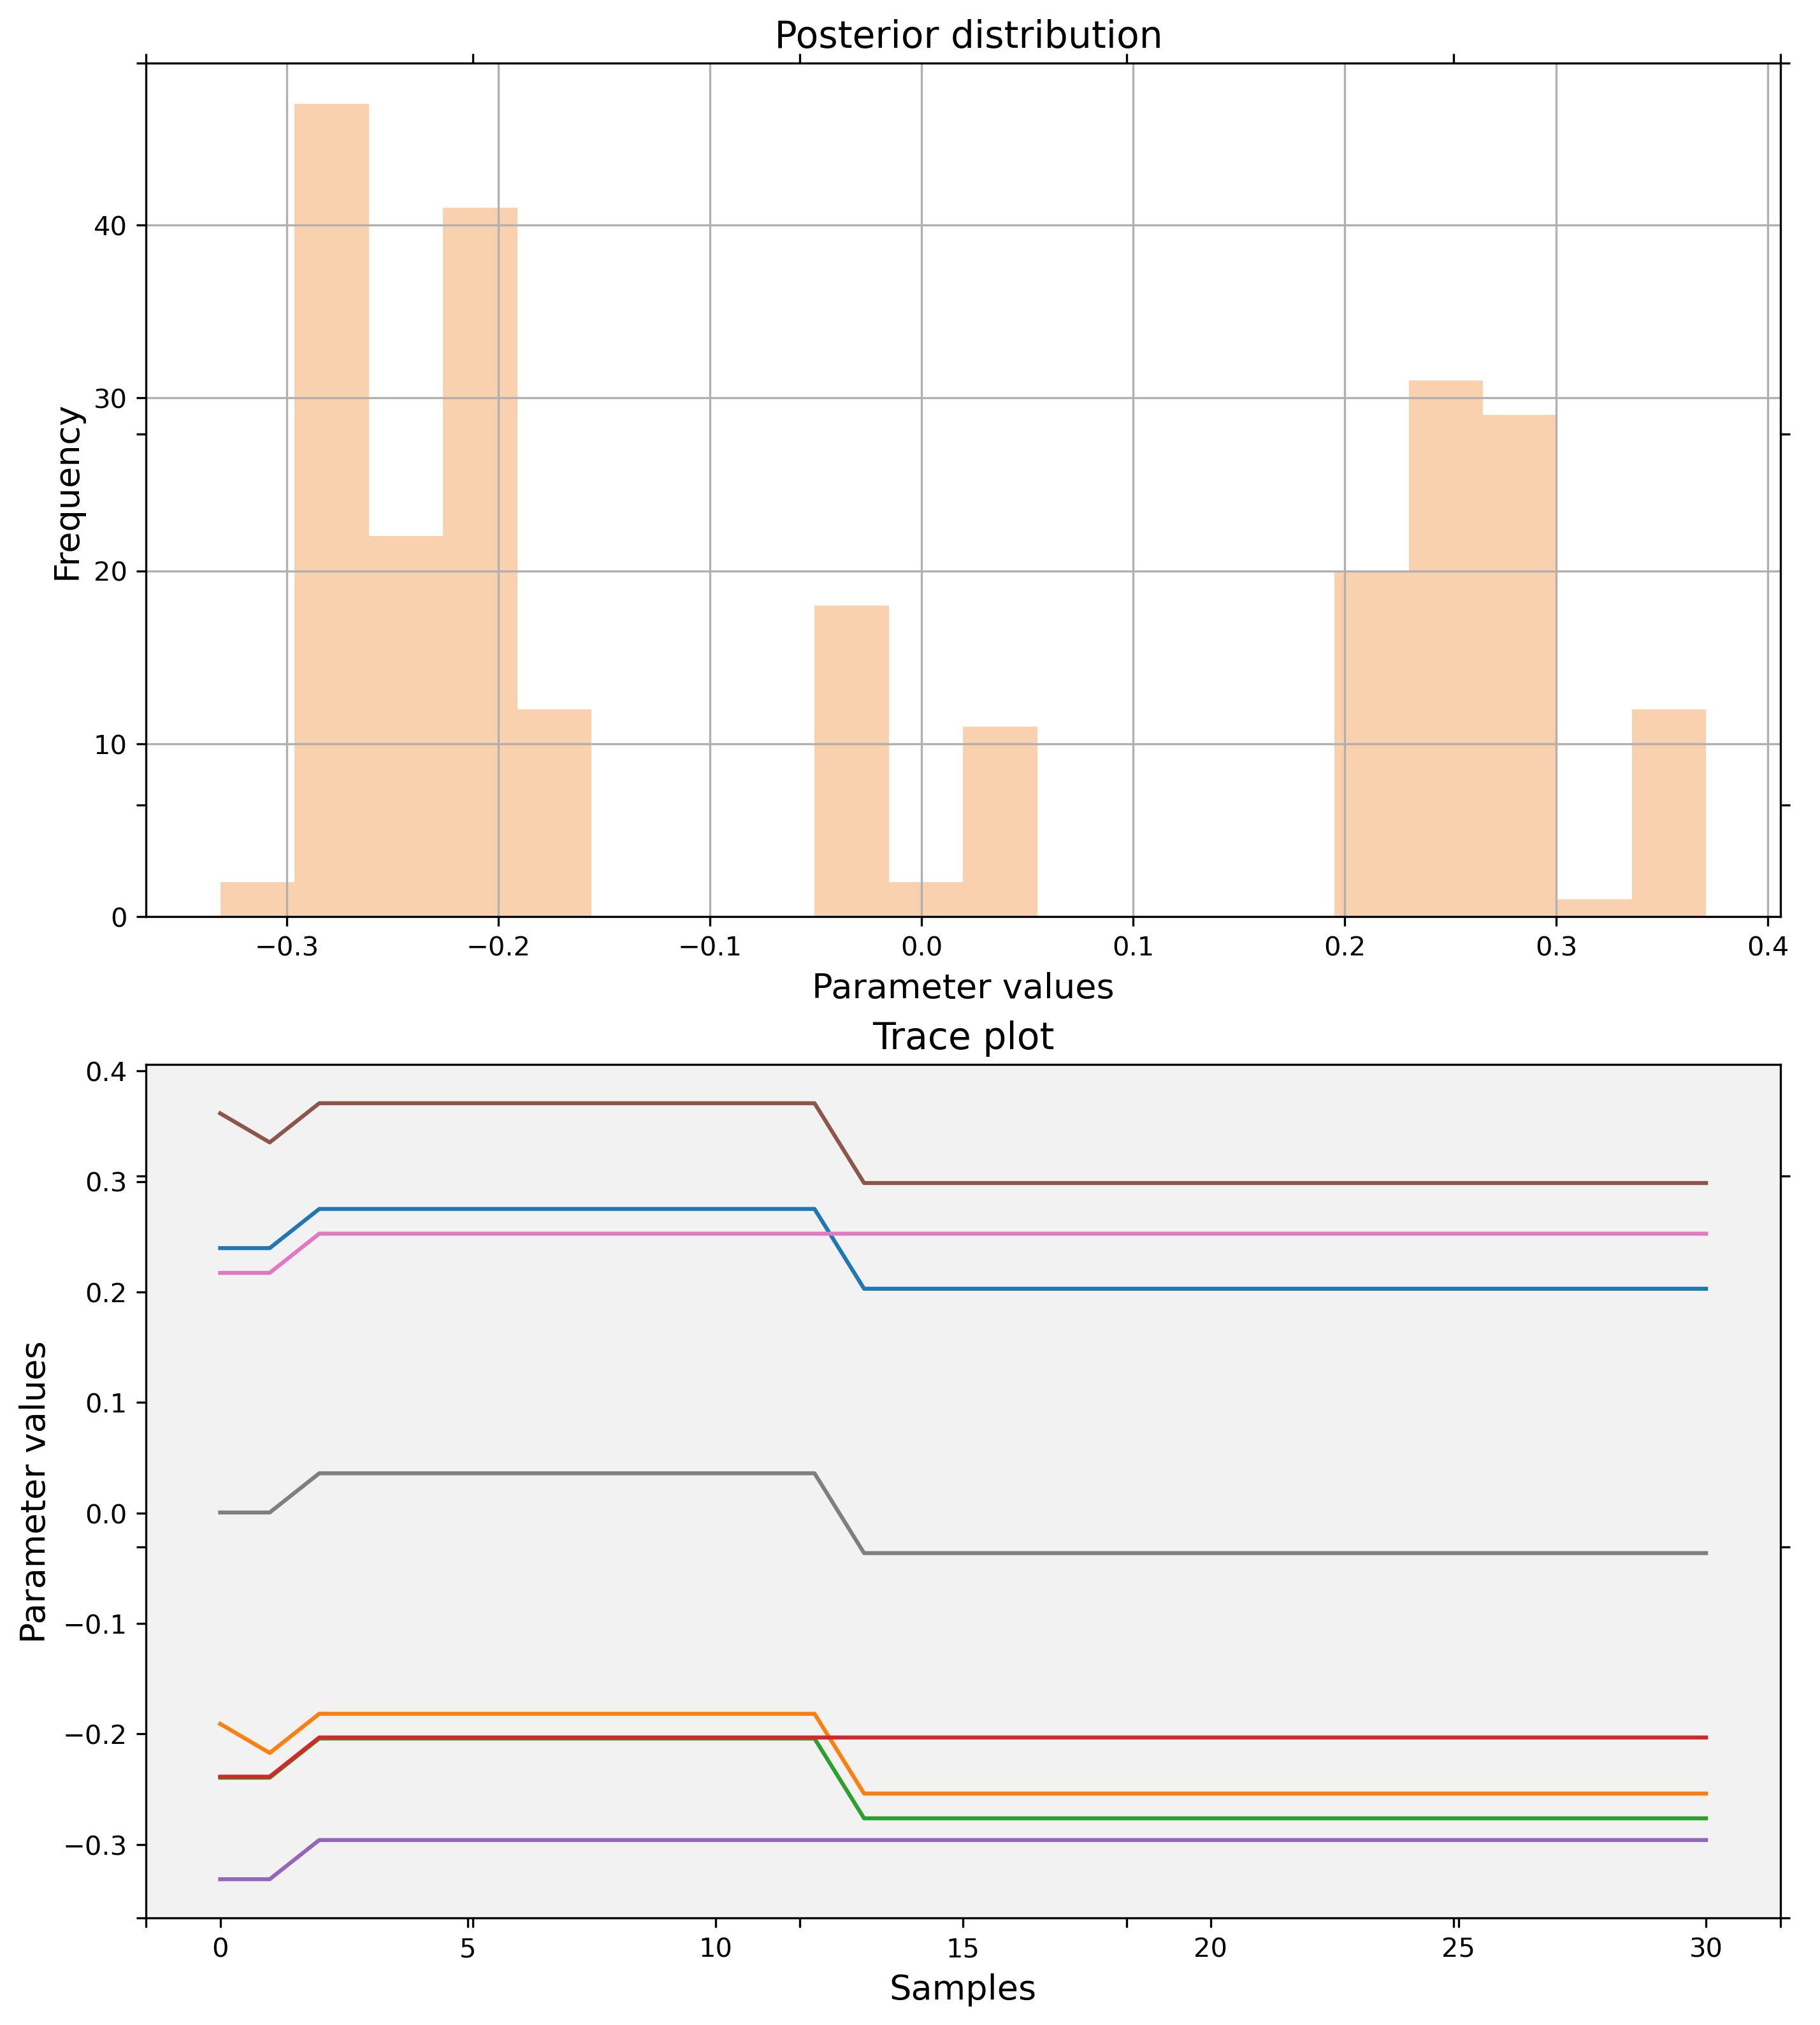 Posterior distribution
Frequency
40
30
20
10
0
−0.3 −0.2 −0.1 0.0 0.1 0.2 0.3 0.4
Parameter values
Trace plot
Parameter values
0.4
0.3
0.2
0.1
0.0
−0.1
−0.2
−0.3
0 5 10 15 20 25 30
Samples